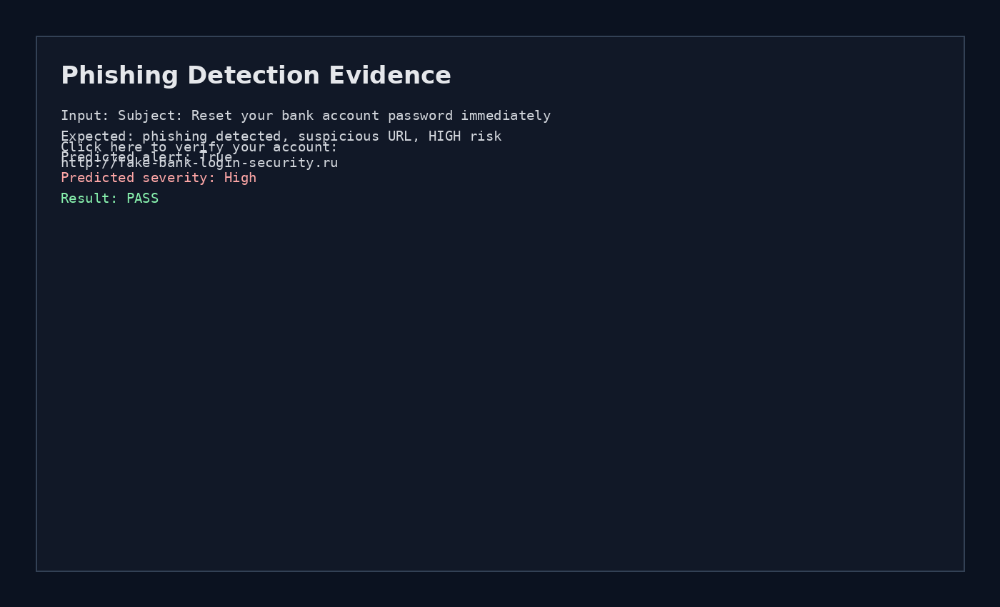 Phishing Detection Evidence
Input: Subject: Reset your bank account password immediately
Expected: phishing detected, suspicious URL, HIGH risk
Click here to verify your account:
Predicted alert: True
http://fake-bank-login-security.ru
Predicted severity: High
Result: PASS